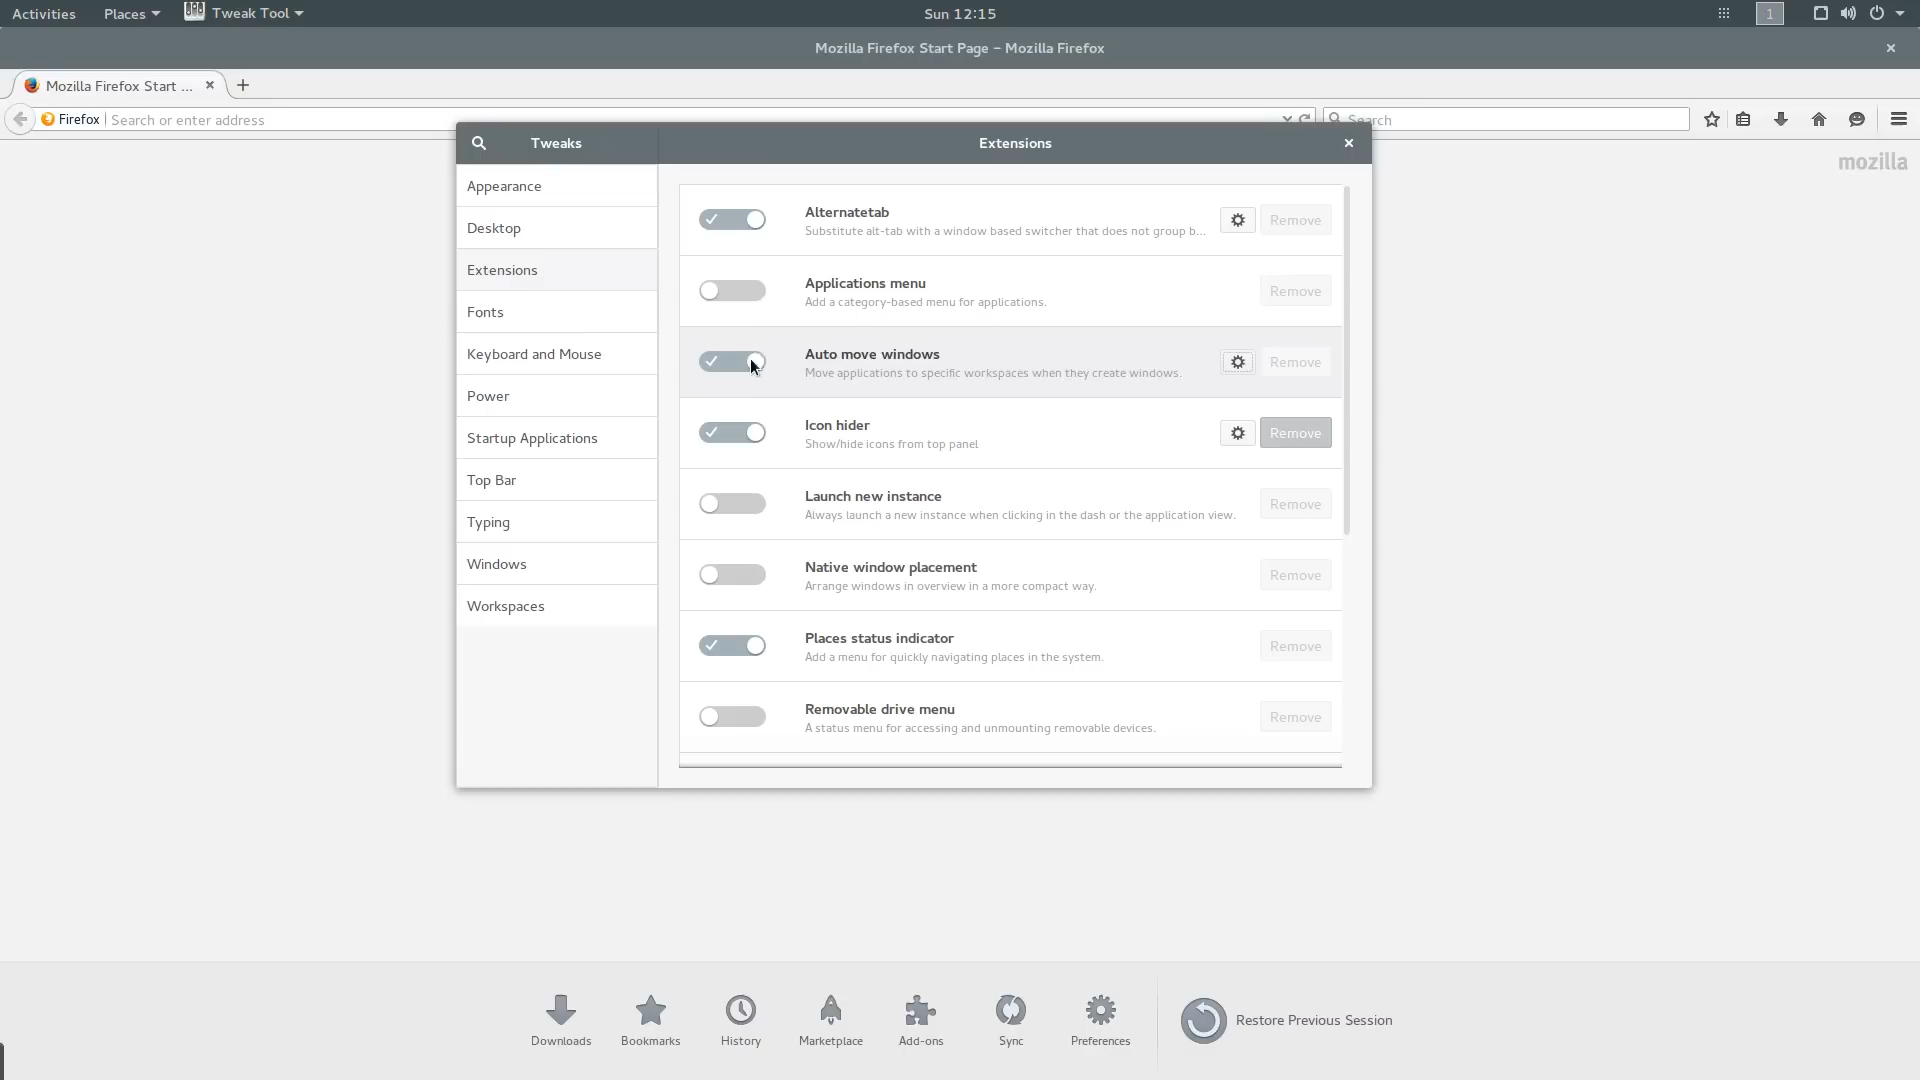 Activities Places Tweak Tool Sun 12:15 1
Mozilla Firefox Start Page – Mozilla Firefox
Mozilla Firefox Start ...
Firefox Search or enter address Search
mozilla
Tweaks
Extensions
Appearance
Desktop
Extensions
Fonts
Keyboard and Mouse
Power
Startup Applications
Top Bar
Typing
Windows
Workspaces
Alternatetab
Substitute alt-tab with a window based switcher that does not group b...
Remove
Applications menu
Add a category-based menu for applications.
Remove
Auto move windows
Move applications to specific workspaces when they create windows.
Remove
Icon hider
Show/hide icons from top panel
Remove
Launch new instance
Always launch a new instance when clicking in the dash or the application view.
Remove
Native window placement
Arrange windows in overview in a more compact way.
Remove
Places status indicator
Add a menu for quickly navigating places in the system.
Remove
Removable drive menu
A status menu for accessing and unmounting removable devices.
Remove
Downloads Bookmarks History Marketplace Add-ons Sync Preferences Restore Previous Session